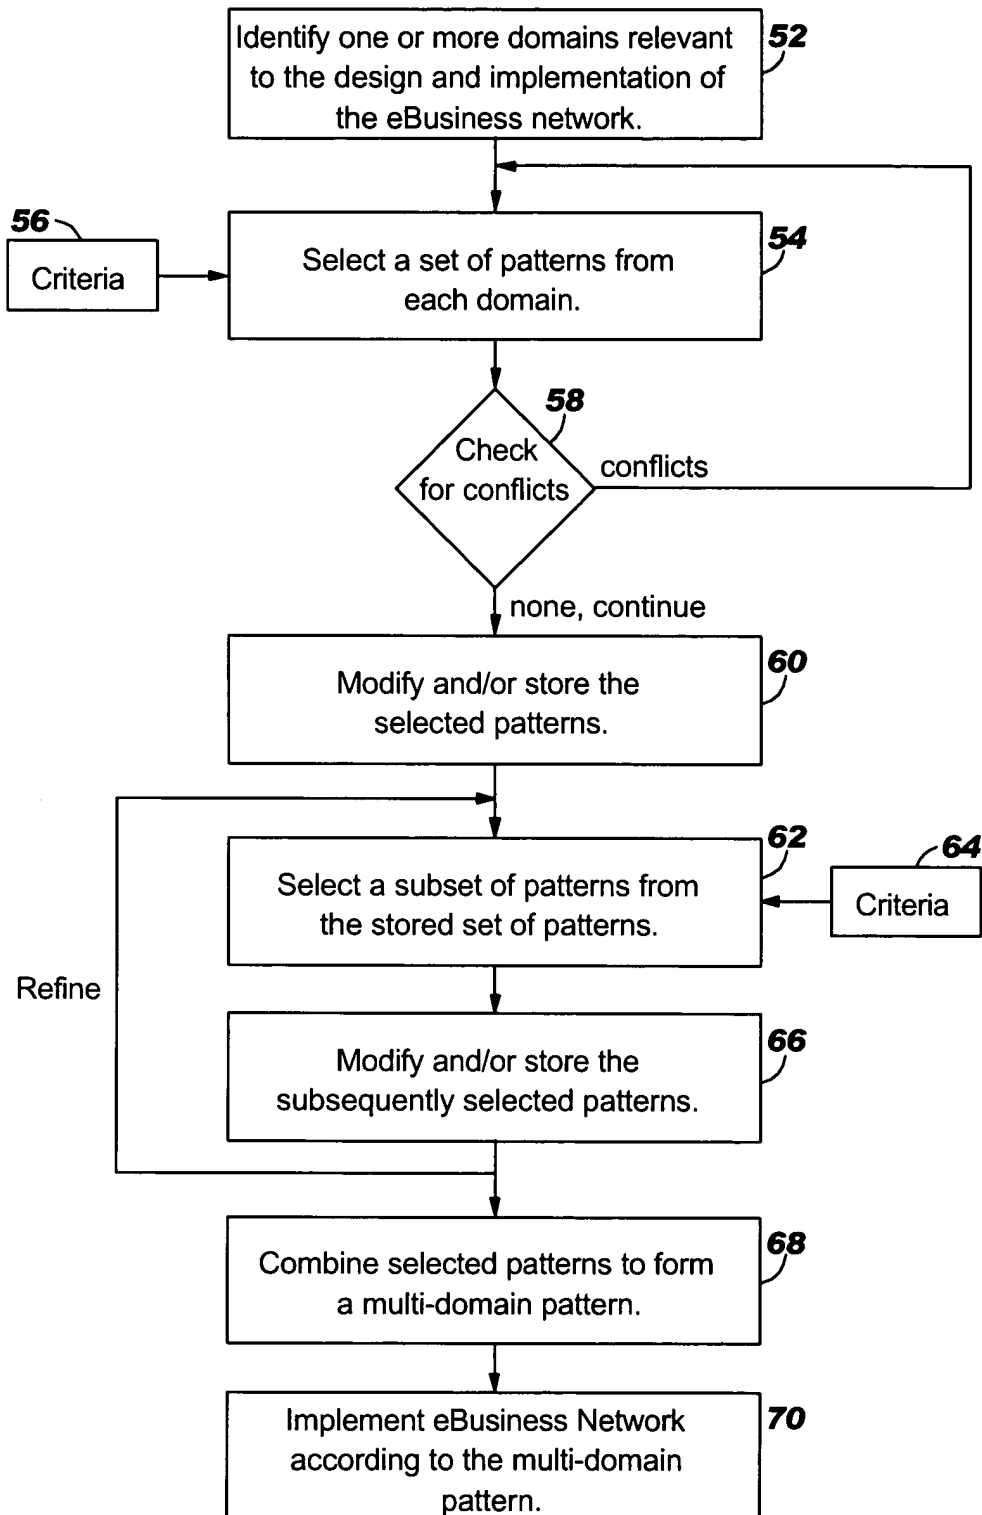 Identify one or more domains relevant
to the design and implementation of
the eBusiness network.
52
56
Criteria
Select a set of patterns from
each domain.
54
58
Check
for conflicts
conflicts
none, continue
Modify and/or store the
selected patterns.
60
Select a subset of patterns from
the stored set of patterns.
62
64
Criteria
Refine
Modify and/or store the
subsequently selected patterns.
66
Combine selected patterns to form
a multi-domain pattern.
68
Implement eBusiness Network
according to the multi-domain
pattern.
70